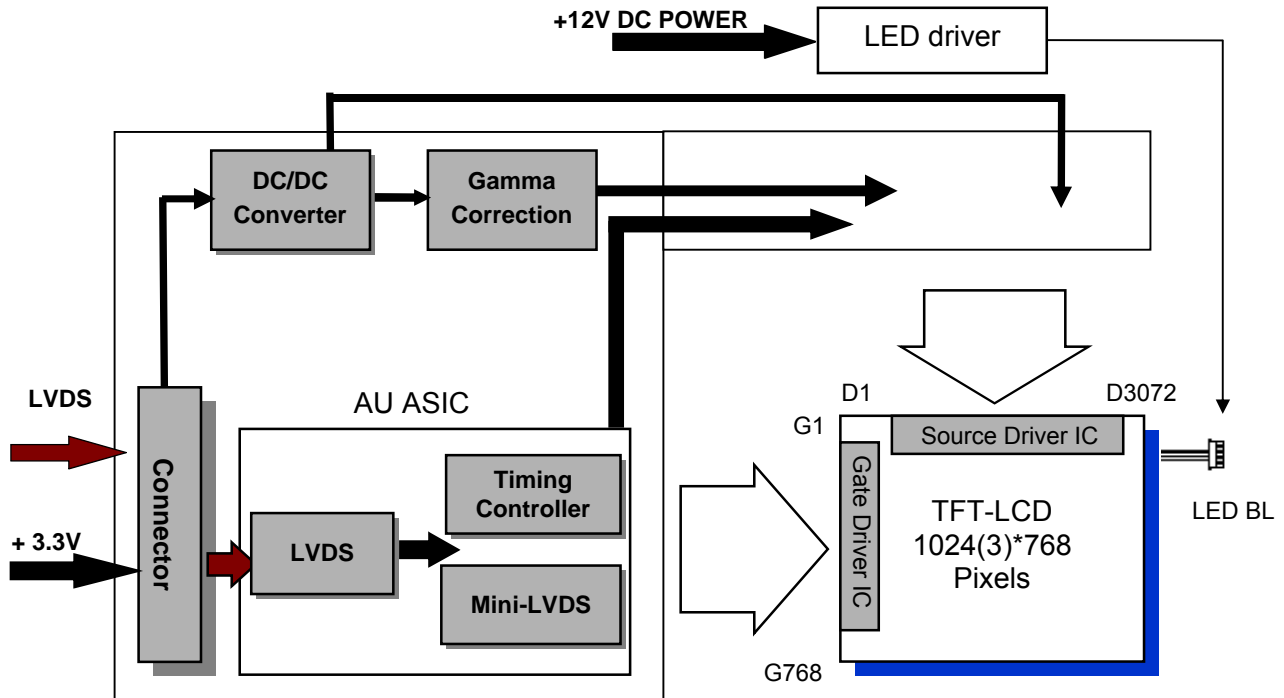 +12V DC POWER
LED driver
DC/DC
Converter
Gamma
Correction
LVDS
+ 3.3V
Connector
AU ASIC
LVDS
Timing
Controller
Mini-LVDS
D1
D3072
G1
G768
Source Driver IC
Gate Driver IC
TFT-LCD
1024(3)*768
Pixels
LED BL